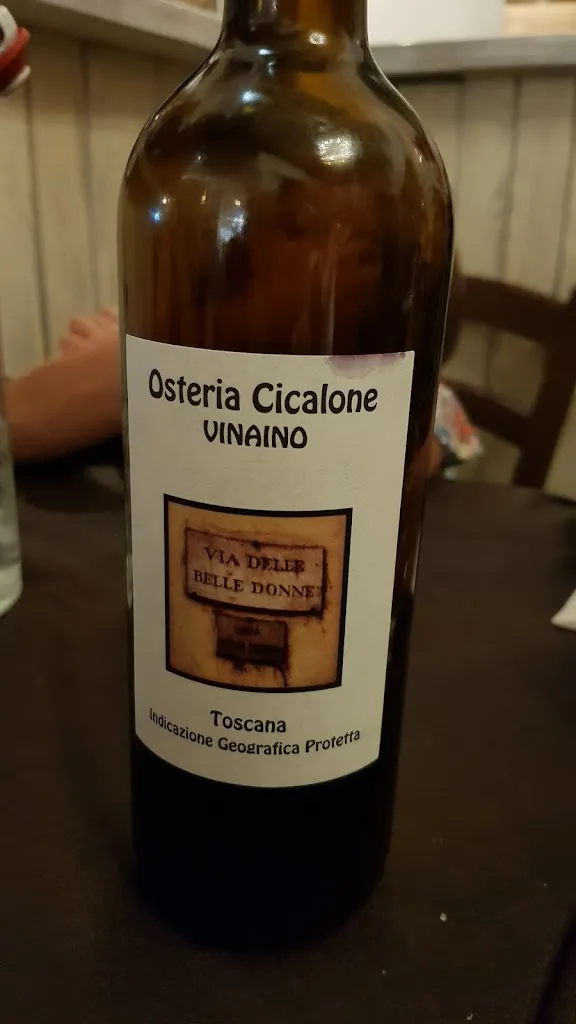 Osteria Cicalone
VINAINO
VIA DELLE
BELLE DONNE
Toscana
Indicazione Geografica Protetta